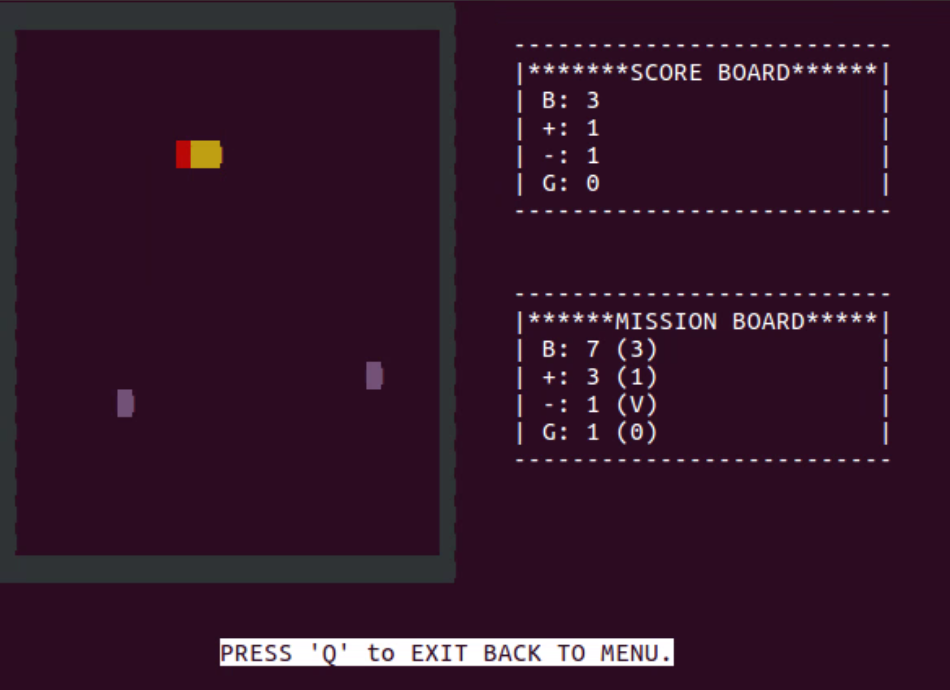 --------------------------
|*******SCORE BOARD******|
| B: 3                   |
| +: 1                   |
| -: 1                   |
| G: 0                   |
--------------------------
--------------------------
|******MISSION BOARD*****|
| B: 7 (3)               |
| +: 3 (1)               |
| -: 1 (V)               |
| G: 1 (0)               |
--------------------------
PRESS 'Q' to EXIT BACK TO MENU.